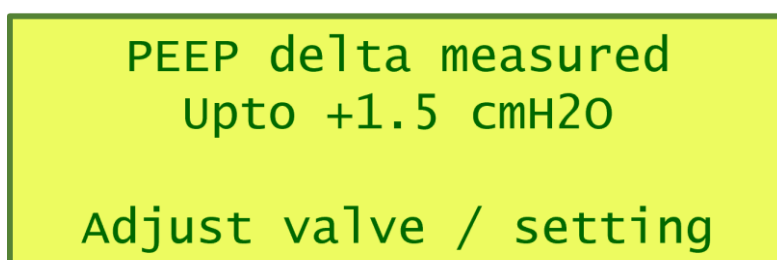 PEEP delta measured
Upto +1.5 cmH2O
Adjust valve / setting